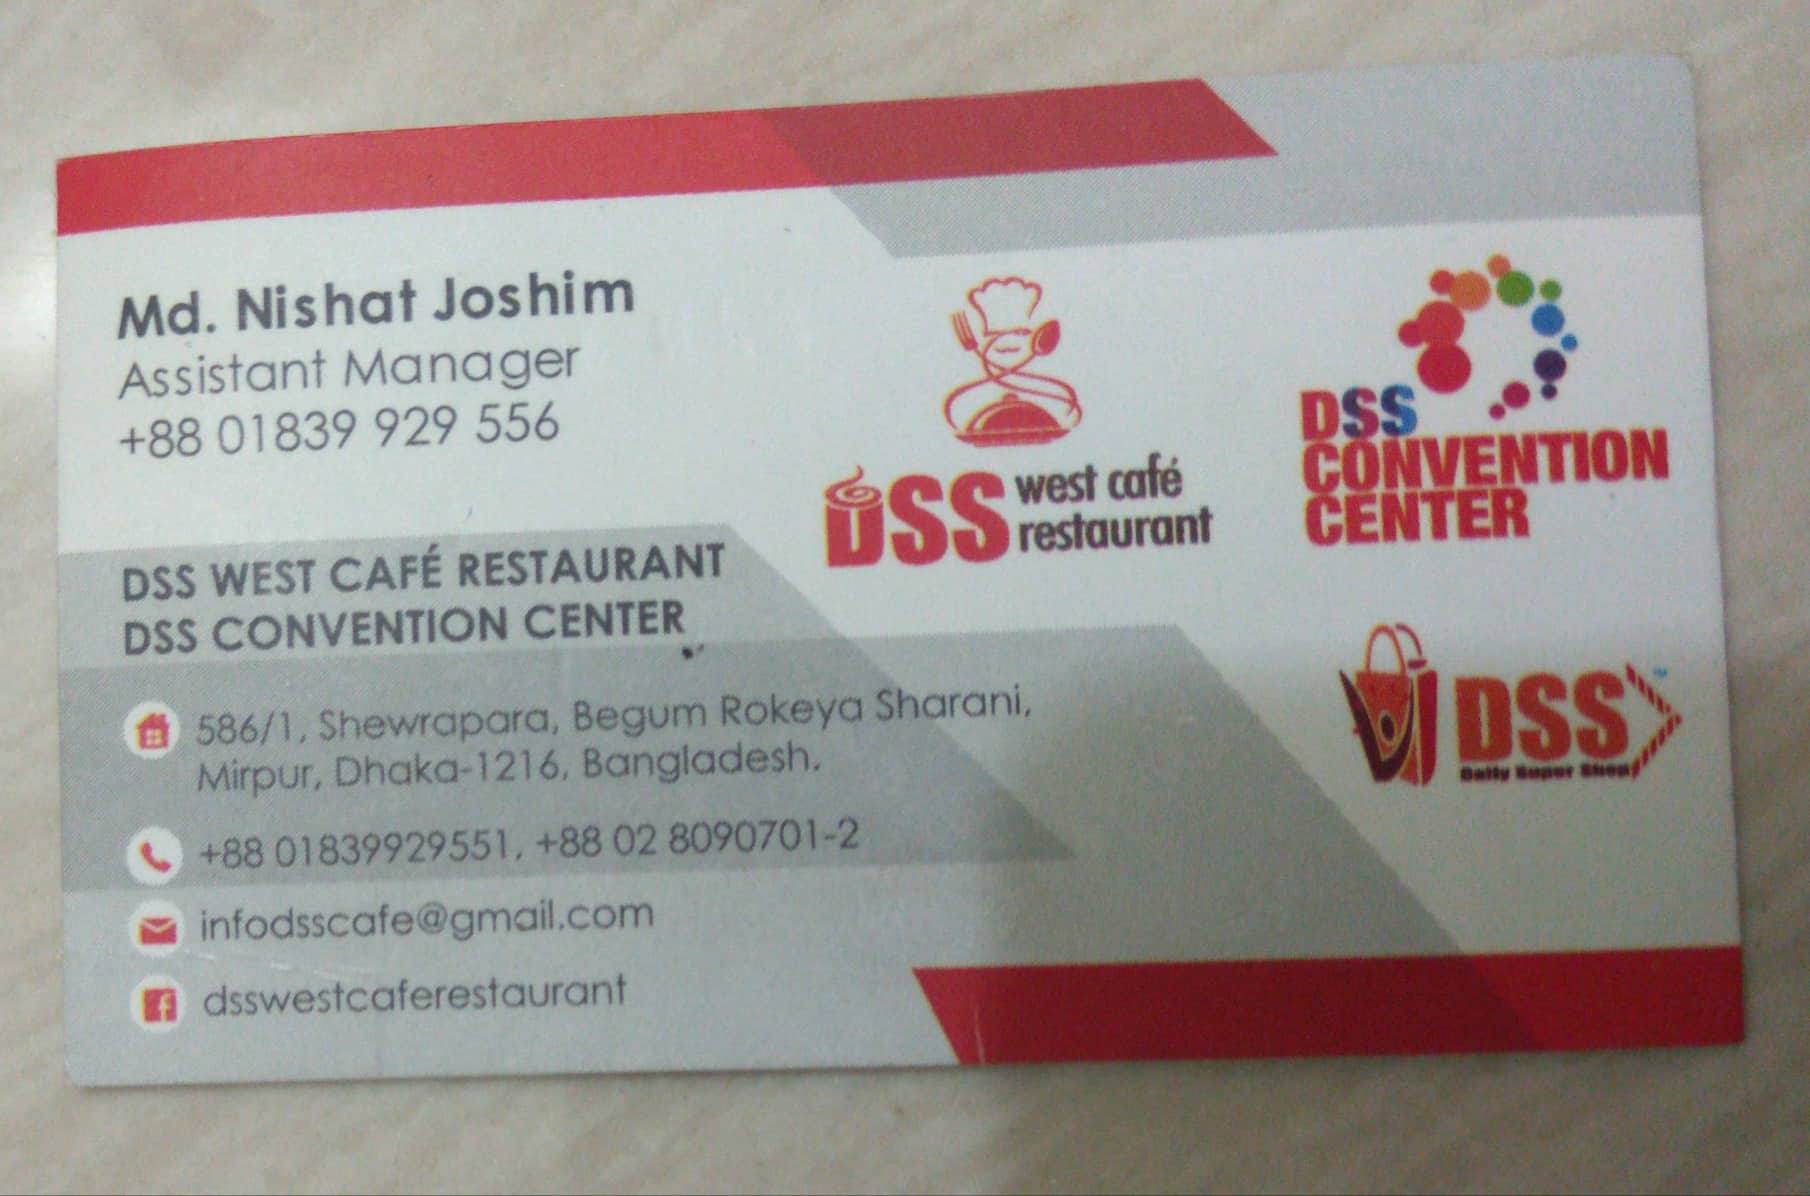 Md. Nishat Joshim
Assistant Manager
+88 01839 929 556
DSS west café
restaurant
DSS
CONVENTION
CENTER
DSS WEST CAFÉ RESTAURANT
DSS CONVENTION CENTER
586/1, Shewrapara, Begum Rokeya Sharani,
Mirpur, Dhaka-1216, Bangladesh.
+88 01839929551, +88 02 8090701-2
infodsscafe@gmail.com
dsswestcaferestaurant
DSS
Daily Super Shop